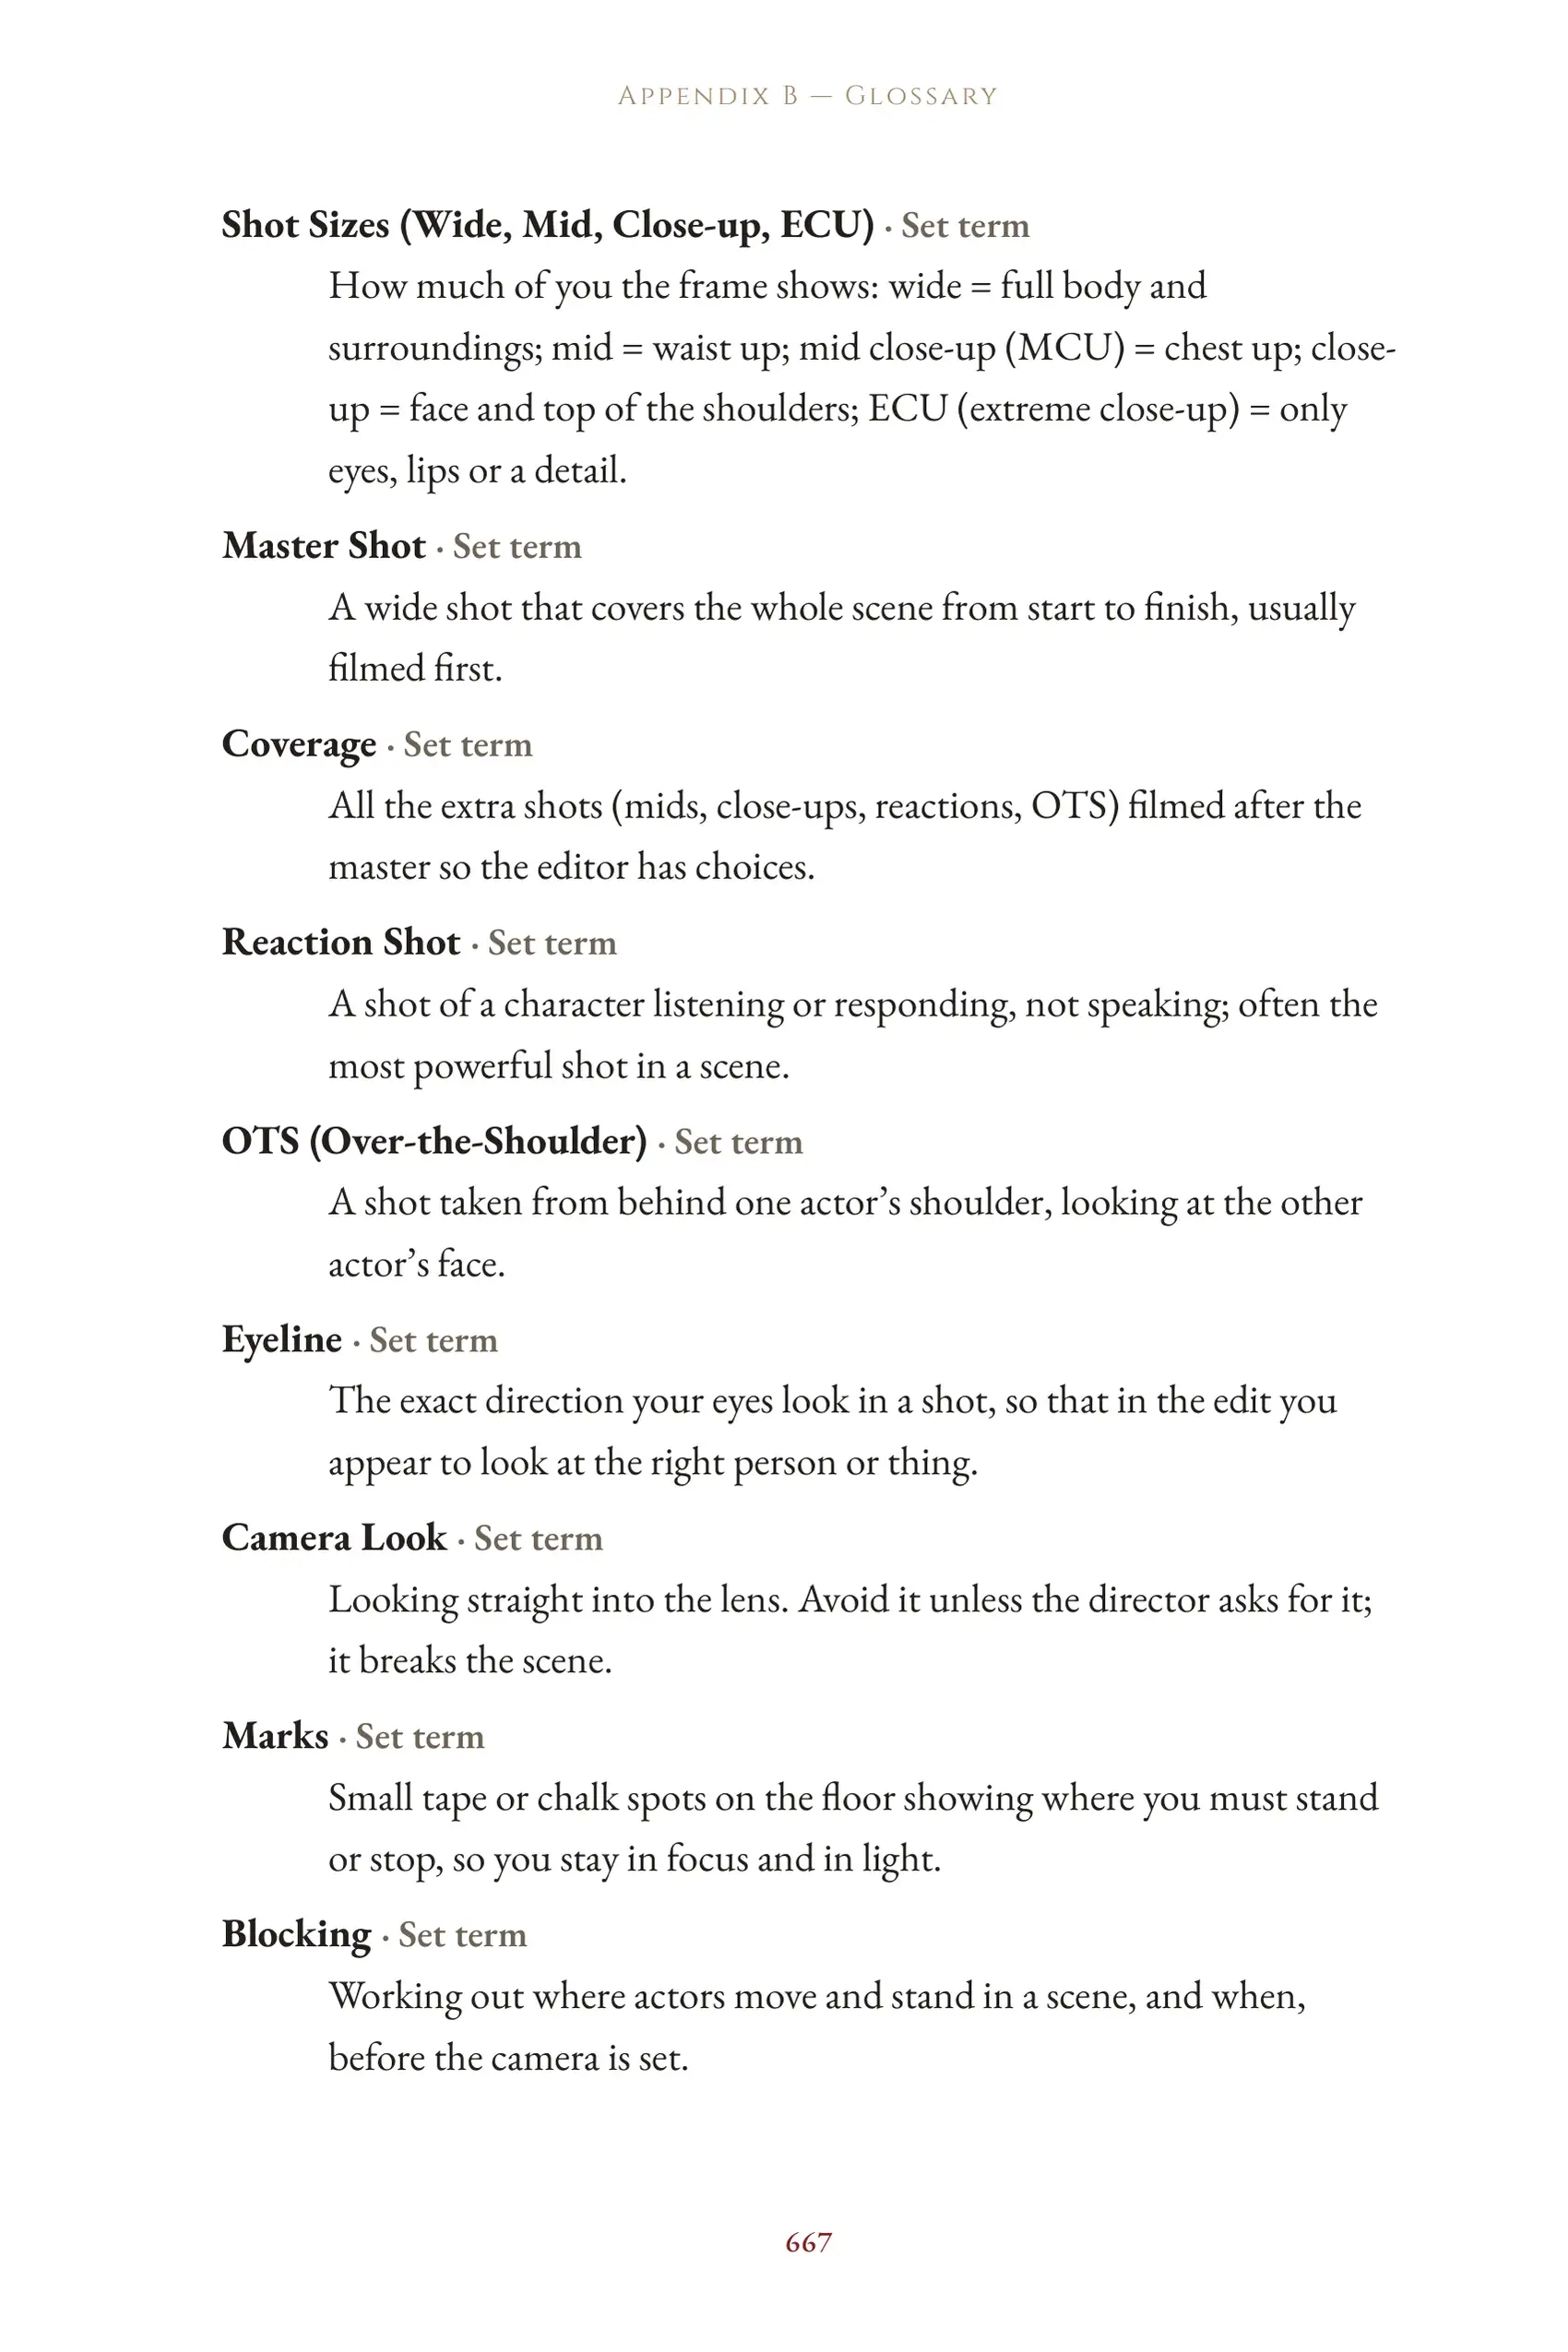 Appendix B — Glossary
Shot Sizes (Wide, Mid, Close-up, ECU) · Set term
How much of you the frame shows: wide = full body and
surroundings; mid = waist up; mid close-up (MCU) = chest up; close-
up = face and top of the shoulders; ECU (extreme close-up) = only
eyes, lips or a detail.
Master Shot · Set term
A wide shot that covers the whole scene from start to finish, usually
filmed first.
Coverage · Set term
All the extra shots (mids, close-ups, reactions, OTS) filmed after the
master so the editor has choices.
Reaction Shot · Set term
A shot of a character listening or responding, not speaking; often the
most powerful shot in a scene.
OTS (Over-the-Shoulder) · Set term
A shot taken from behind one actor’s shoulder, looking at the other
actor’s face.
Eyeline · Set term
The exact direction your eyes look in a shot, so that in the edit you
appear to look at the right person or thing.
Camera Look · Set term
Looking straight into the lens. Avoid it unless the director asks for it;
it breaks the scene.
Marks · Set term
Small tape or chalk spots on the floor showing where you must stand
or stop, so you stay in focus and in light.
Blocking · Set term
Working out where actors move and stand in a scene, and when,
before the camera is set.
667